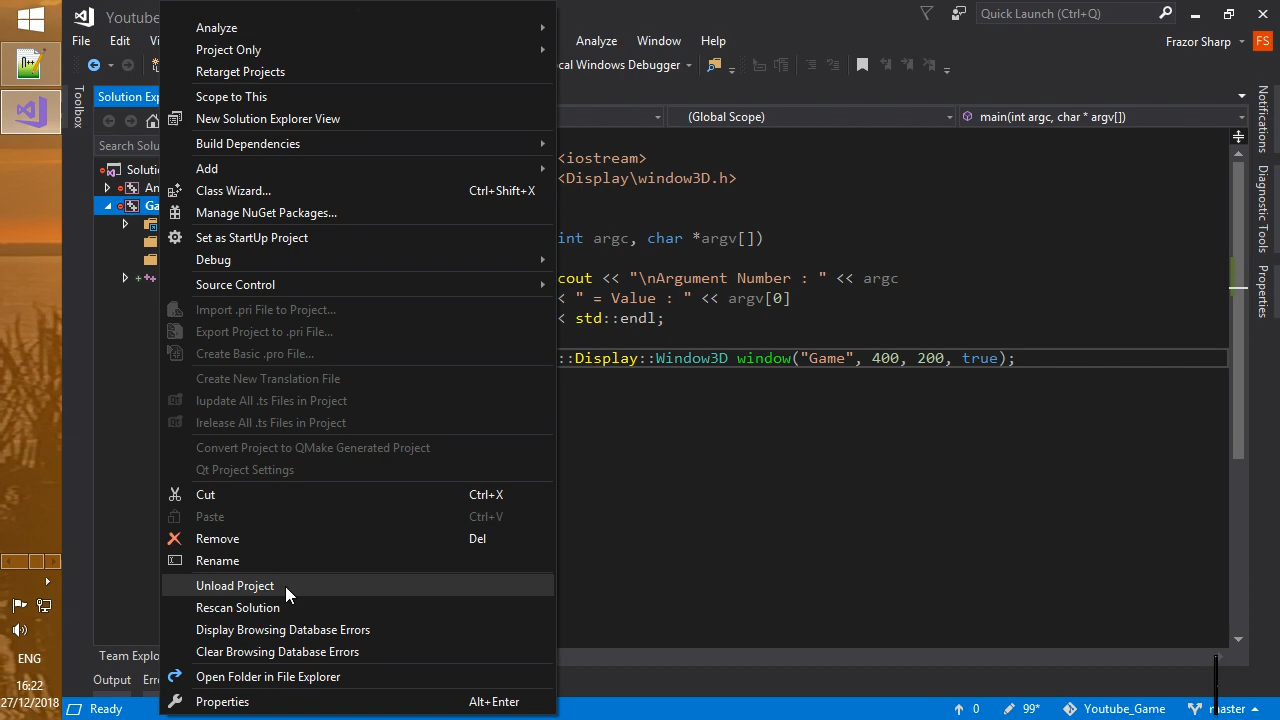 Youtube
Quick Launch (Ctrl+Q)
File Edit Vi
Analyze Window Help
Frazor Sharp FS
cal Windows Debugger
Toolbox
Solution Exp
Search Solu
Solutio
An
Ga
Analyze
Project Only
Retarget Projects
Scope to This
New Solution Explorer View
Build Dependencies
Add
Class Wizard... Ctrl+Shift+X
Manage NuGet Packages...
Set as StartUp Project
Debug
Source Control
Import .pri File to Project...
Export Project to .pri File...
Create Basic .pro File...
Create New Translation File
lupdate All .ts Files in Project
lrelease All .ts Files in Project
Convert Project to QMake Generated Project
Qt Project Settings
Cut Ctrl+X
Paste Ctrl+V
Remove Del
Rename
Unload Project
Rescan Solution
Display Browsing Database Errors
Clear Browsing Database Errors
Open Folder in File Explorer
Properties Alt+Enter
(Global Scope) main(int argc, char * argv[])
<iostream>
<Display\window3D.h>
int argc, char *argv[])
cout << "\nArgument Number : " << argc
< " = Value : " << argv[0]
< std::endl;
::Display::Window3D window("Game", 400, 200, true);
Notifications
Diagnostic Tools
Properties
Team Explo
Output Err
Ready
0 99+ Youtube_Game master
ENG
16:22
27/12/2018